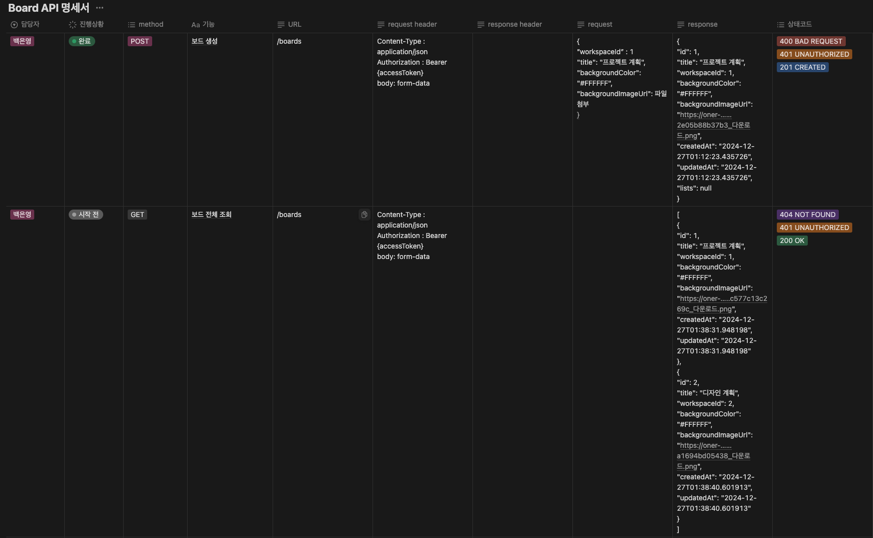 Board API 명세서 ...
담당자 진행상황 method Aa 기능 URL request header response header request response 상태코드
백은영
완료
POST
보드 생성
/boards
Content-Type :
application/json
Authorization : Bearer
{accessToken}
body: form-data
{
"workspaceId" : 1
"title": "프로젝트 계획",
"backgroundColor":
"#FFFFFF",
"backgroundImageUrl": 파일
첨부
}
{
"id": 1,
"title": "프로젝트 계획",
"workspaceId": 1,
"backgroundColor":
"#FFFFFF",
"backgroundImageUrl":
"https://oner-......
2e05b88b37b3_다운로
드.png",
"createdAt": "2024-12-
27T01:12:23.435726",
"updatedAt": "2024-12-
27T01:12:23.435726",
"lists": null
}
400 BAD REQUEST
401 UNAUTHORIZED
201 CREATED
백은영
시작 전
GET
보드 전체 조회
/boards
Content-Type :
application/json
Authorization : Bearer
{accessToken}
body: form-data
[
{
"id": 1,
"title": "프로젝트 계획",
"workspaceId": 1,
"backgroundColor":
"#FFFFFF",
"backgroundImageUrl":
"https://oner-......c577c13c2
69c_다운로드.png",
"createdAt": "2024-12-
27T01:38:31.948198",
"updatedAt": "2024-12-
27T01:38:31.948198"
},
{
"id": 2,
"title": "디자인 계획",
"workspaceId": 2,
"backgroundColor":
"#FFFFFF",
"backgroundImageUrl":
"https://oner-......
a1694bd05438_다운로
드.png",
"createdAt": "2024-12-
27T01:38:40.601913",
"updatedAt": "2024-12-
27T01:38:40.601913"
}
]
404 NOT FOUND
401 UNAUTHORIZED
200 OK